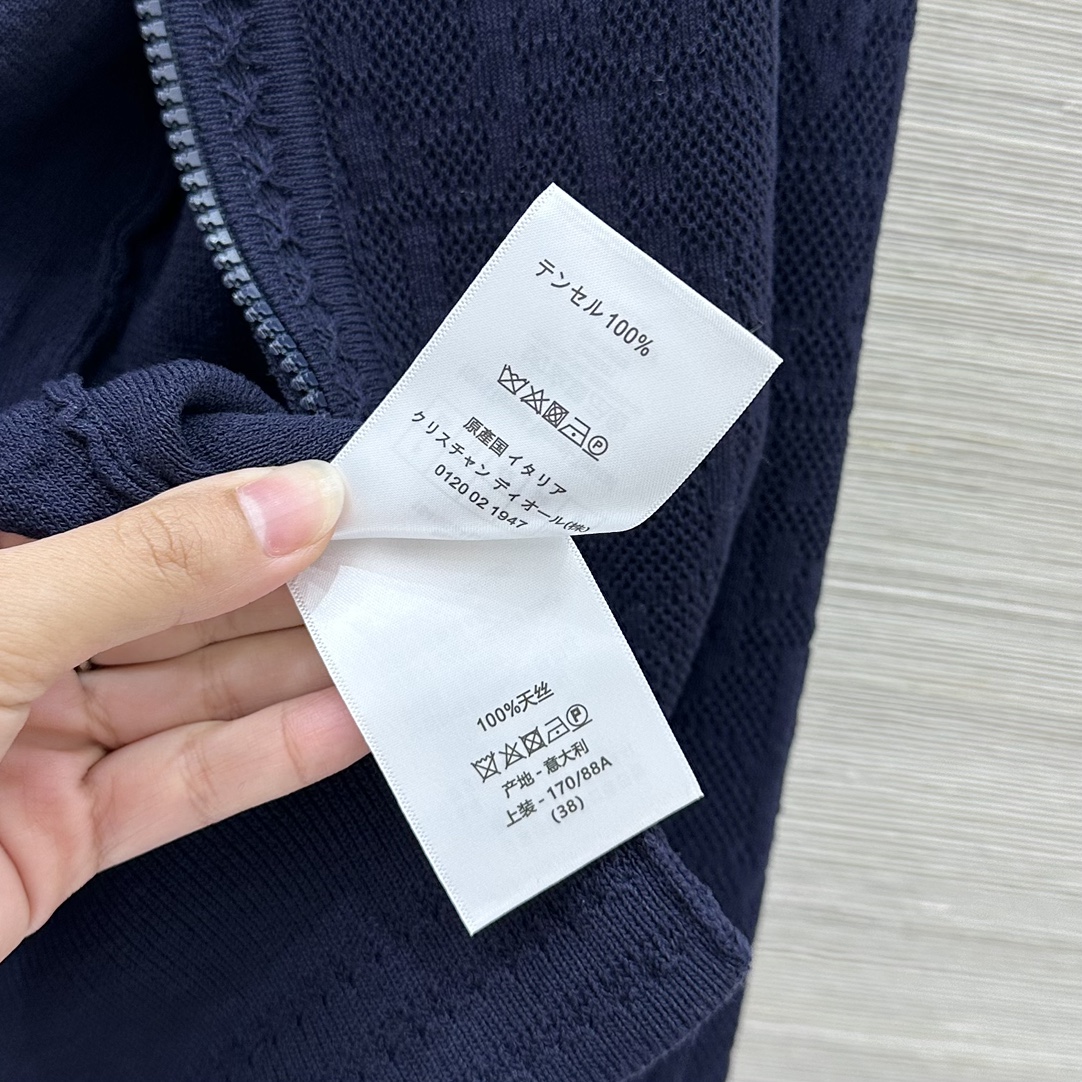 テンセル100%
原産国 イタリア
クリスチャン ディオール(株)
0120 02 1947
100%天丝
产地 - 意大利
上装 - 170/88A
(38)